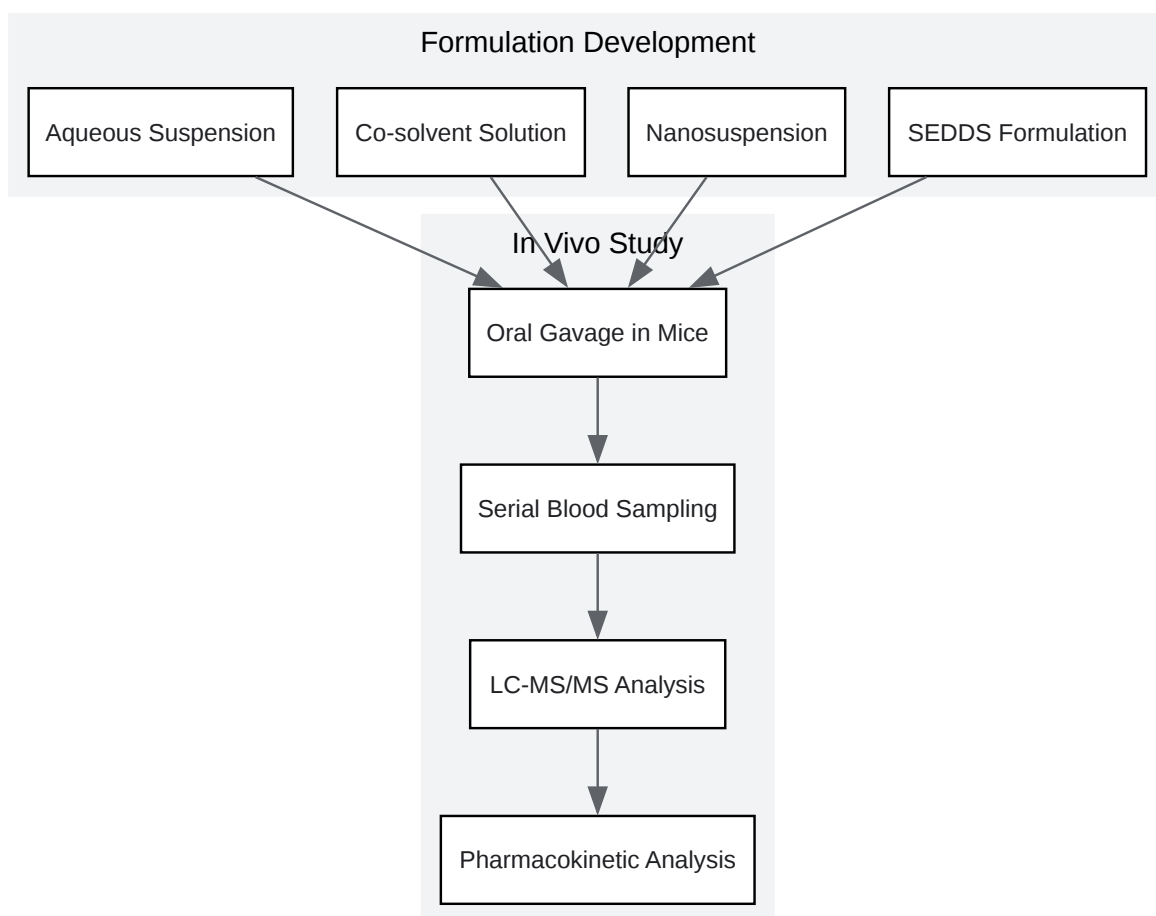 Formulation Development
Aqueous Suspension
Co-solvent Solution
Nanosuspension
SEDDS Formulation
In Vivo Study
Oral Gavage in Mice
Serial Blood Sampling
LC-MS/MS Analysis
Pharmacokinetic Analysis